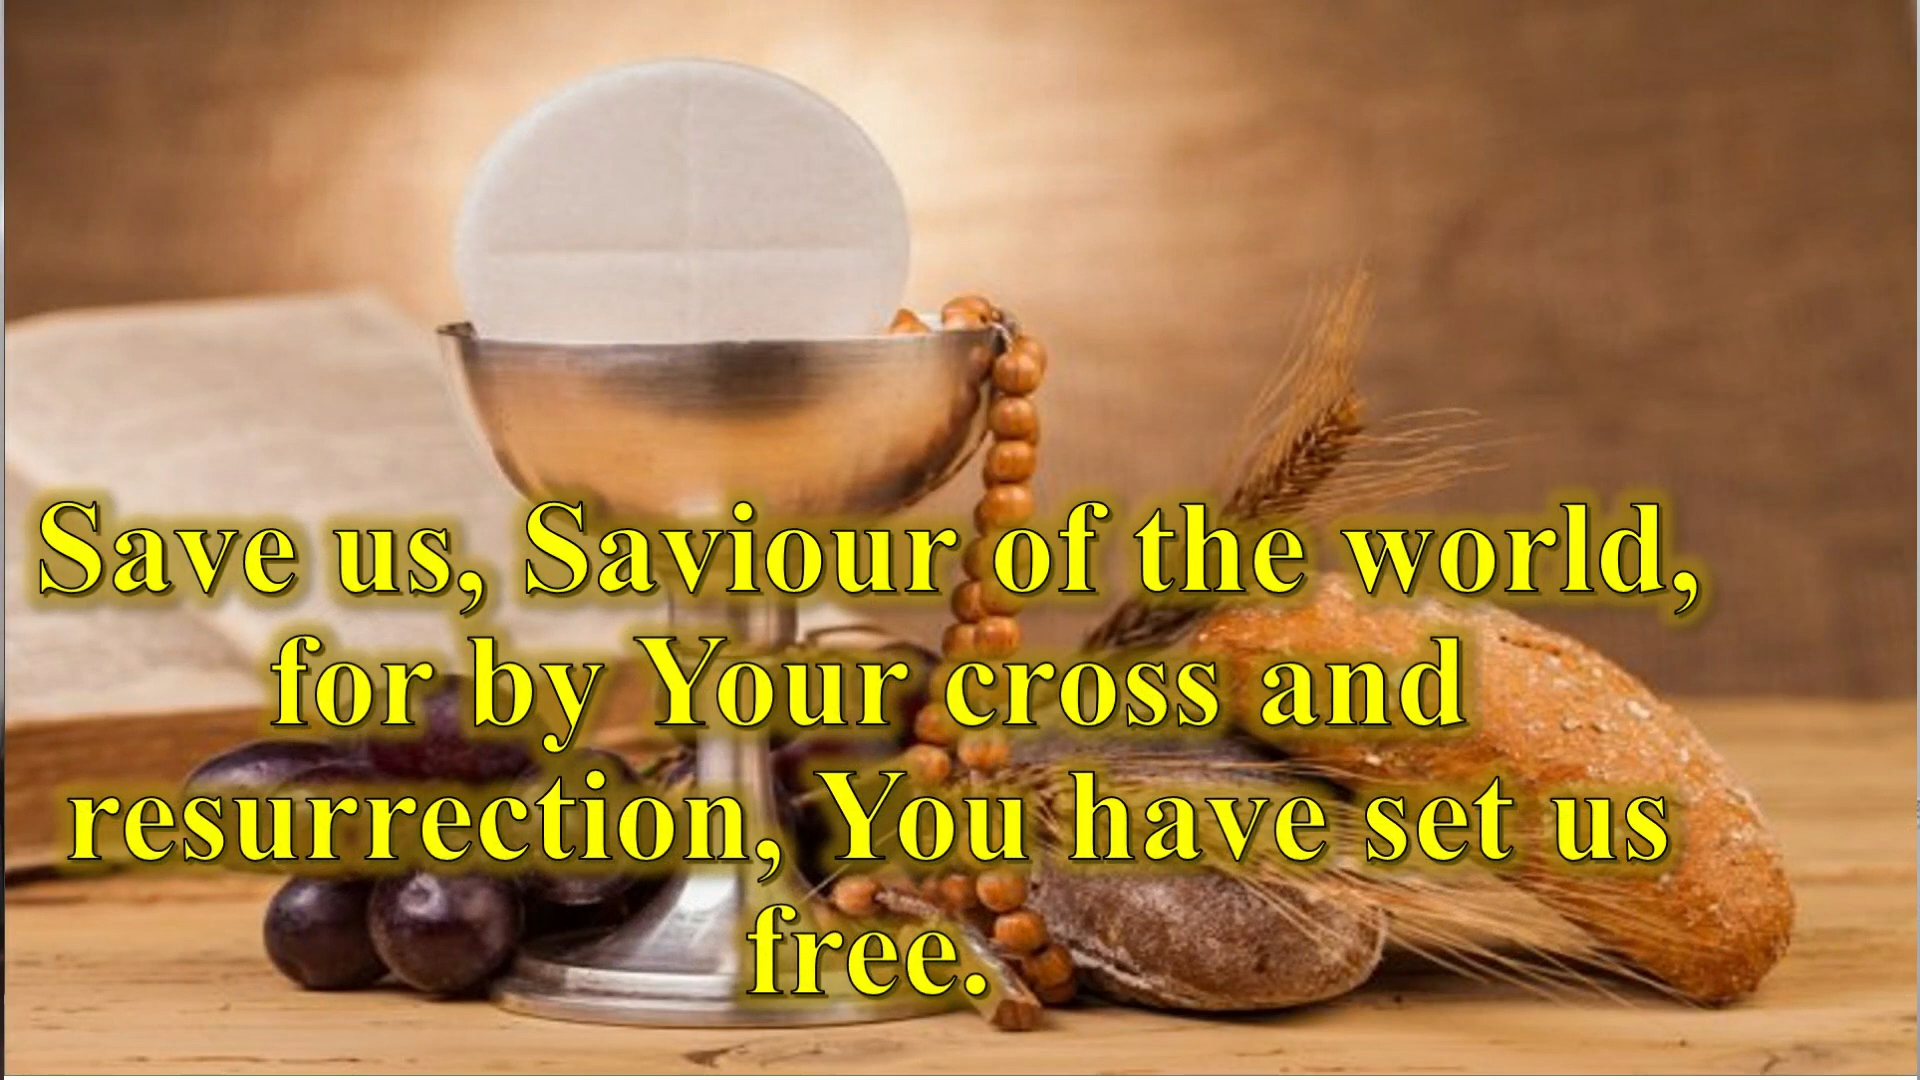 Save us, Saviour of the world,
for by Your cross and
resurrection, You have set us
free.